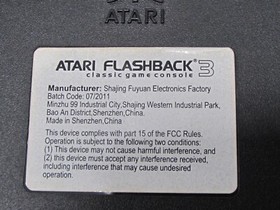 ATARI
ATARI FLASHBACK 3
classic game console
Manufacturer: Shajing Fuyuan Electronics Factory
Batch Code: 07/2011
Minzhu 99 Industrial City,Shajing Western Industrial Park,
Bao An District,Shenzhen,China.
Made in Shenzhen,China
This device complies with part 15 of the FCC Rules.
Operation is subject to the following two conditions:
(1) This device may not cause harmful interference, and
(2) this device must accept any interference received,
including interference that may cause undesired
operation.